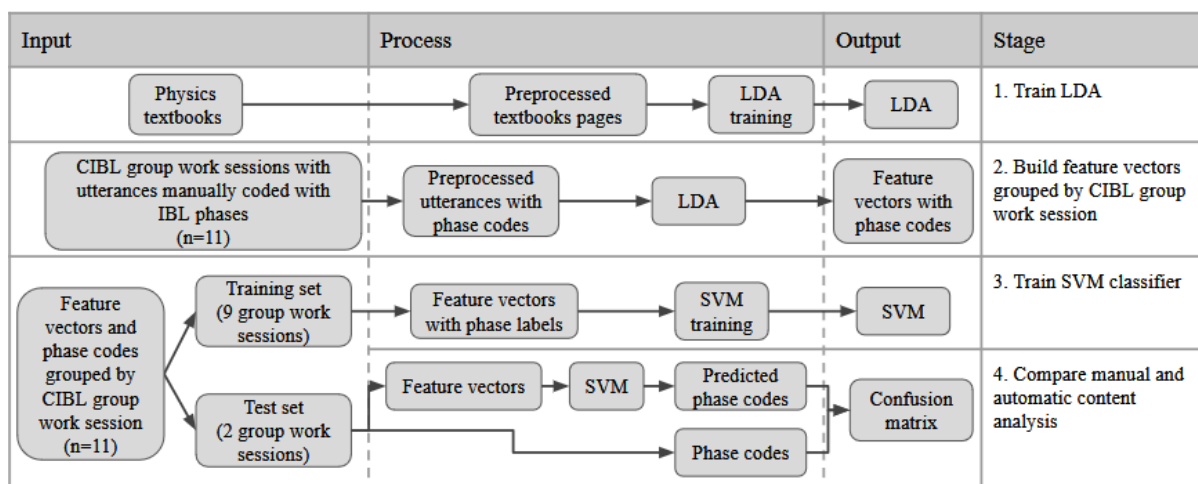 Input
Process
Output
Stage
Physics
textbooks
Preprocessed
textbooks pages
LDA
training
LDA
1. Train LDA
CIBL group work sessions with
utterances manually coded with
IBL phases
(n=11)
Preprocessed
utterances with
phase codes
LDA
Feature
vectors with
phase codes
2. Build feature vectors
grouped by CIBL group
work session
Feature
vectors and
phase codes
grouped by
CIBL group
work session
(n=11)
Training set
(9 group work
sessions)
Feature vectors
with phase labels
SVM
training
SVM
3. Train SVM classifier
Test set
(2 group work
sessions)
Feature vectors
SVM
Predicted
phase codes
Phase codes
Confusion
matrix
4. Compare manual and
automatic content
analysis